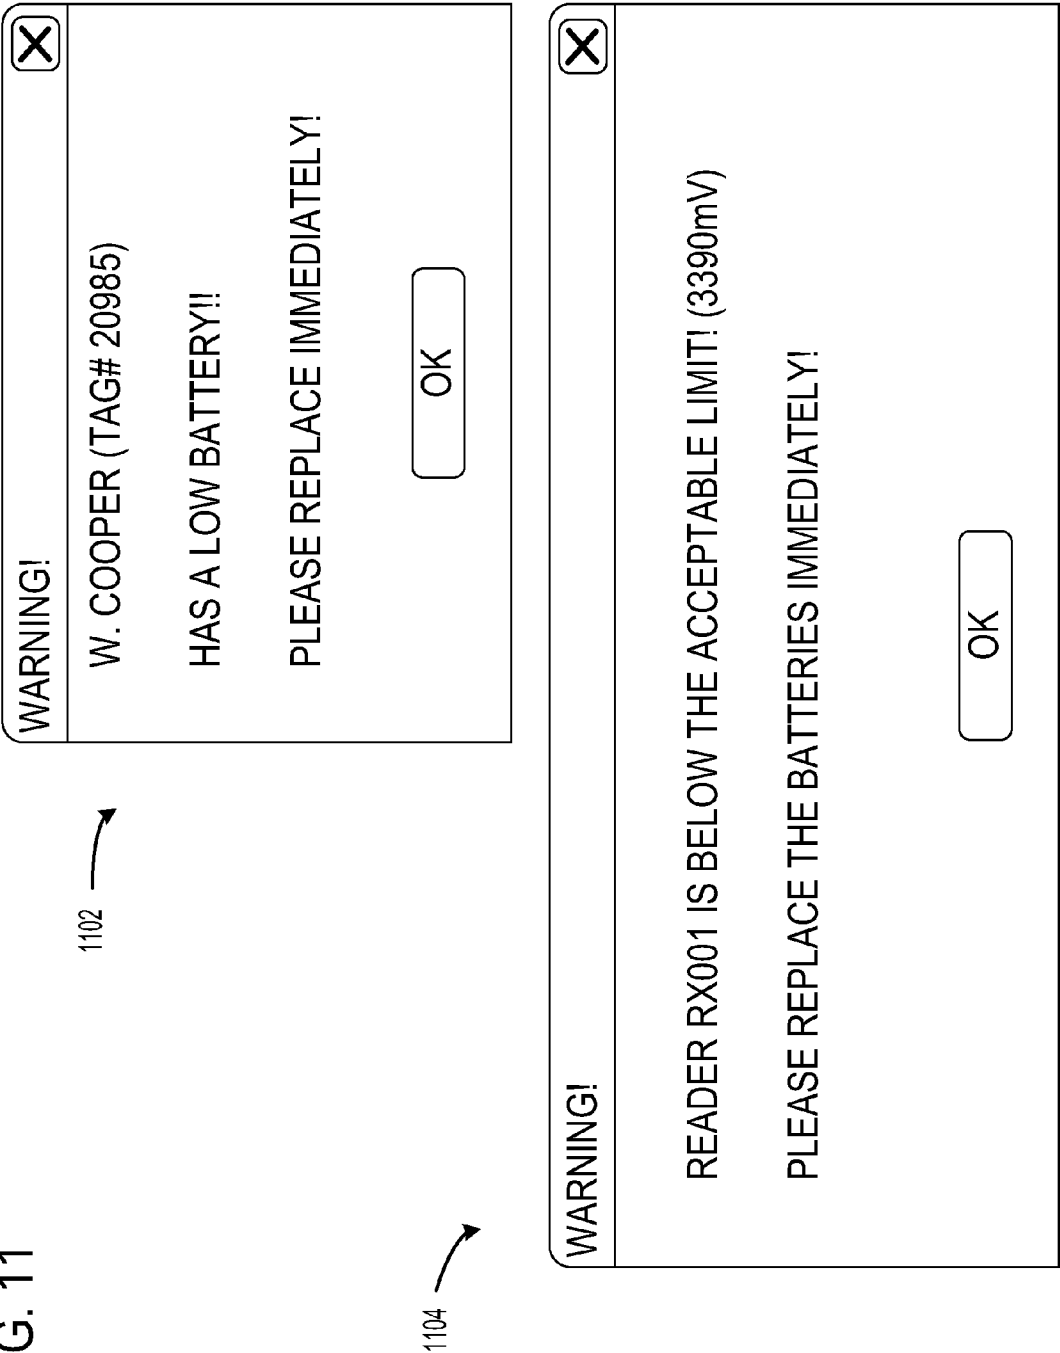 G. 11
1102
WARNING!
W. COOPER (TAG# 20985)
HAS A LOW BATTERY!!
PLEASE REPLACE IMMEDIATELY!
OK
1104
WARNING!
READER RX001 IS BELOW THE ACCEPTABLE LIMIT! (3390mV)
PLEASE REPLACE THE BATTERIES IMMEDIATELY!
OK